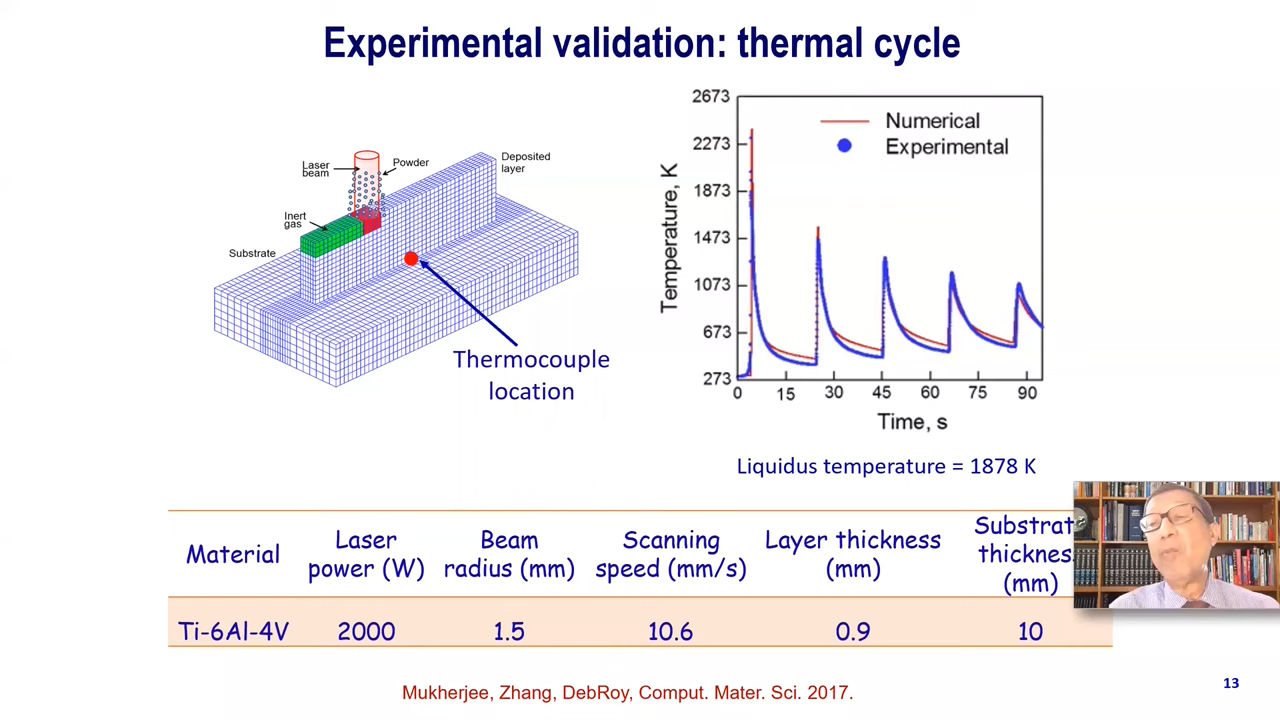 Experimental validation: thermal cycle
Laser
beam
Powder
Deposited
layer
Inert
gas
Substrate
Thermocouple
location
2673
2273
1873
1473
1073
673
273
Temperature, K
Numerical
Experimental
0
15
30
45
60
75
90
Time, s
Liquidus temperature = 1878 K
Material
Laser
power (W)
Beam
radius (mm)
Scanning
speed (mm/s)
Layer thickness
(mm)
Substrat
thicknes
(mm)
Ti-6Al-4V
2000
1.5
10.6
0.9
10
Mukherjee, Zhang, DebRoy, Comput. Mater. Sci. 2017.
13